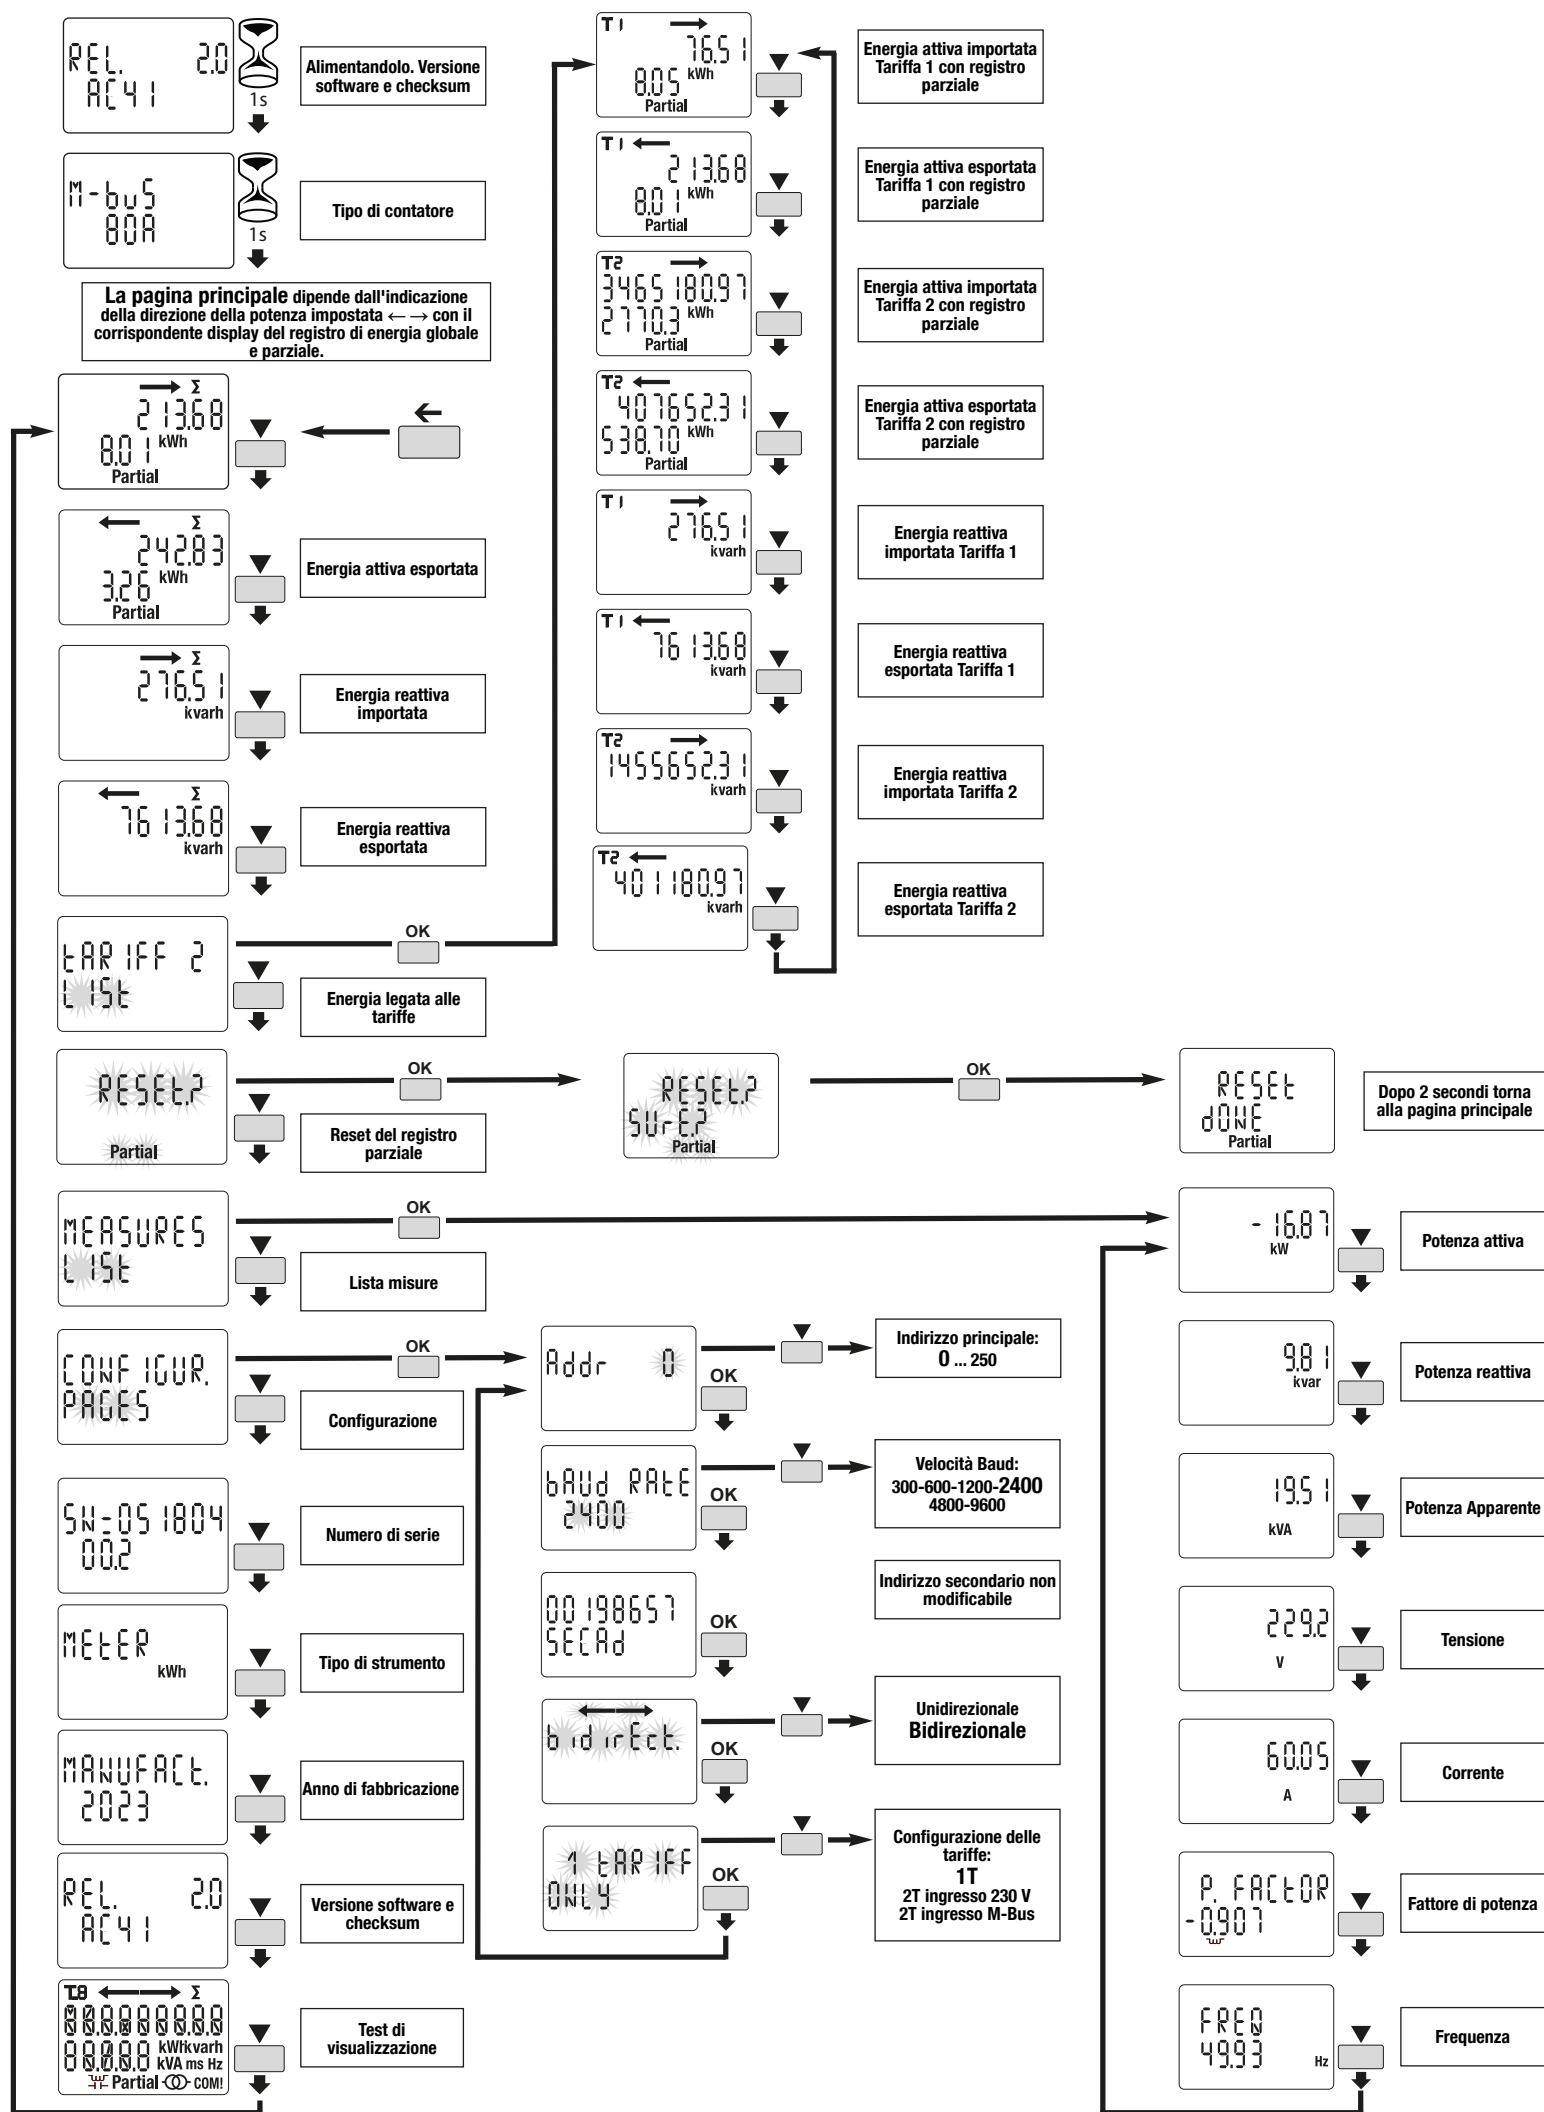 REL. 2.0
AC41
1s
Alimentandolo. Versione
software e checksum
M-buS
80A
1s
Tipo di contatore
La pagina principale dipende dall'indicazione
della direzione della potenza impostata ←→ con il
corrispondente display del registro di energia globale
e parziale.
→ Σ
213.68
8.01 kWh
Partial
← Σ
242.83
3.26 kWh
Partial
Energia attiva esportata
→ Σ
276.51
kvarh
Energia reattiva
importata
← Σ
7613.68
kvarh
Energia reattiva
esportata
tARIFF 2
LISt
OK
Energia legata alle
tariffe
T1 →
76.51
8.05 kWh
Partial
Energia attiva importata
Tariffa 1 con registro
parziale
T1 ←
213.68
8.01 kWh
Partial
Energia attiva esportata
Tariffa 1 con registro
parziale
T2 →
3465180.97
2770.3 kWh
Partial
Energia attiva importata
Tariffa 2 con registro
parziale
T2 ←
407652.31
538.70 kWh
Partial
Energia attiva esportata
Tariffa 2 con registro
parziale
T1 →
276.51
kvarh
Energia reattiva
importata Tariffa 1
T1 ←
7613.68
kvarh
Energia reattiva
esportata Tariffa 1
T2 →
1455652.31
kvarh
Energia reattiva
importata Tariffa 2
T2 ←
401180.97
kvarh
Energia reattiva
esportata Tariffa 2
RESEt?
Partial
OK
Reset del registro
parziale
RESEt?
SUrE?
Partial
OK
RESEt
dONE
Partial
Dopo 2 secondi torna
alla pagina principale
MEASURES
LISt
OK
Lista misure
CONFIGUR.
PAGES
OK
Configurazione
SN=051804
00.2
Numero di serie
MEtER
kWh
Tipo di strumento
MANUFACt.
2023
Anno di fabbricazione
REL. 2.0
AC41
Versione software e
checksum
T.8 ←→ Σ
kWhkvarh
kVA ms Hz
Partial COM!
Test di
visualizzazione
Addr 0
OK
Indirizzo principale:
0 ... 250
bAUd RAtE
2400
OK
Velocità Baud:
300-600-1200-2400
4800-9600
00198657
SECAd
OK
Indirizzo secondario non
modificabile
←→
bidirEct.
OK
Unidirezionale
Bidirezionale
1 tARIFF
ONLY
OK
Configurazione delle
tariffe:
1T
2T ingresso 230 V
2T ingresso M-Bus
-16.87
kW
Potenza attiva
9.81
kvar
Potenza reattiva
19.51
kVA
Potenza Apparente
229.2
V
Tensione
60.05
A
Corrente
P. FACtOR
-0.907
Fattore di potenza
FREQ
49.93
Hz
Frequenza